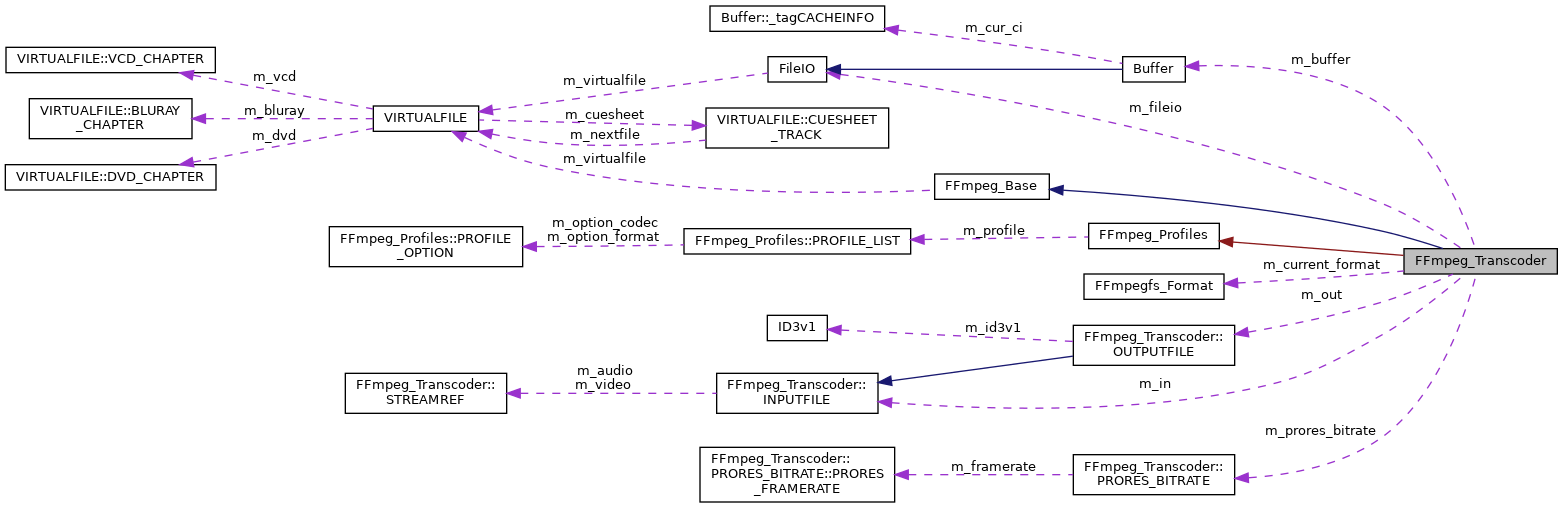 Buffer::_tagCACHEINFO
m_cur_ci
VIRTUALFILE::VCD_CHAPTER
m_vcd
FileIO
Buffer
m_buffer
m_virtualfile
VIRTUALFILE::BLURAY
_CHAPTER
m_bluray
VIRTUALFILE
m_cuesheet
VIRTUALFILE::CUESHEET
_TRACK
m_fileio
m_dvd
m_nextfile
VIRTUALFILE::DVD_CHAPTER
m_virtualfile
FFmpeg_Base
FFmpeg_Profiles::PROFILE
_OPTION
m_option_codec
m_option_format
FFmpeg_Profiles::PROFILE_LIST
m_profile
FFmpeg_Profiles
FFmpeg_Transcoder
m_current_format
FFmpegfs_Format
m_out
ID3v1
m_id3v1
FFmpeg_Transcoder::
OUTPUTFILE
FFmpeg_Transcoder::
STREAMREF
m_audio
m_video
FFmpeg_Transcoder::
INPUTFILE
m_in
m_prores_bitrate
FFmpeg_Transcoder::
PRORES_BITRATE::PRORES
_FRAMERATE
m_framerate
FFmpeg_Transcoder::
PRORES_BITRATE